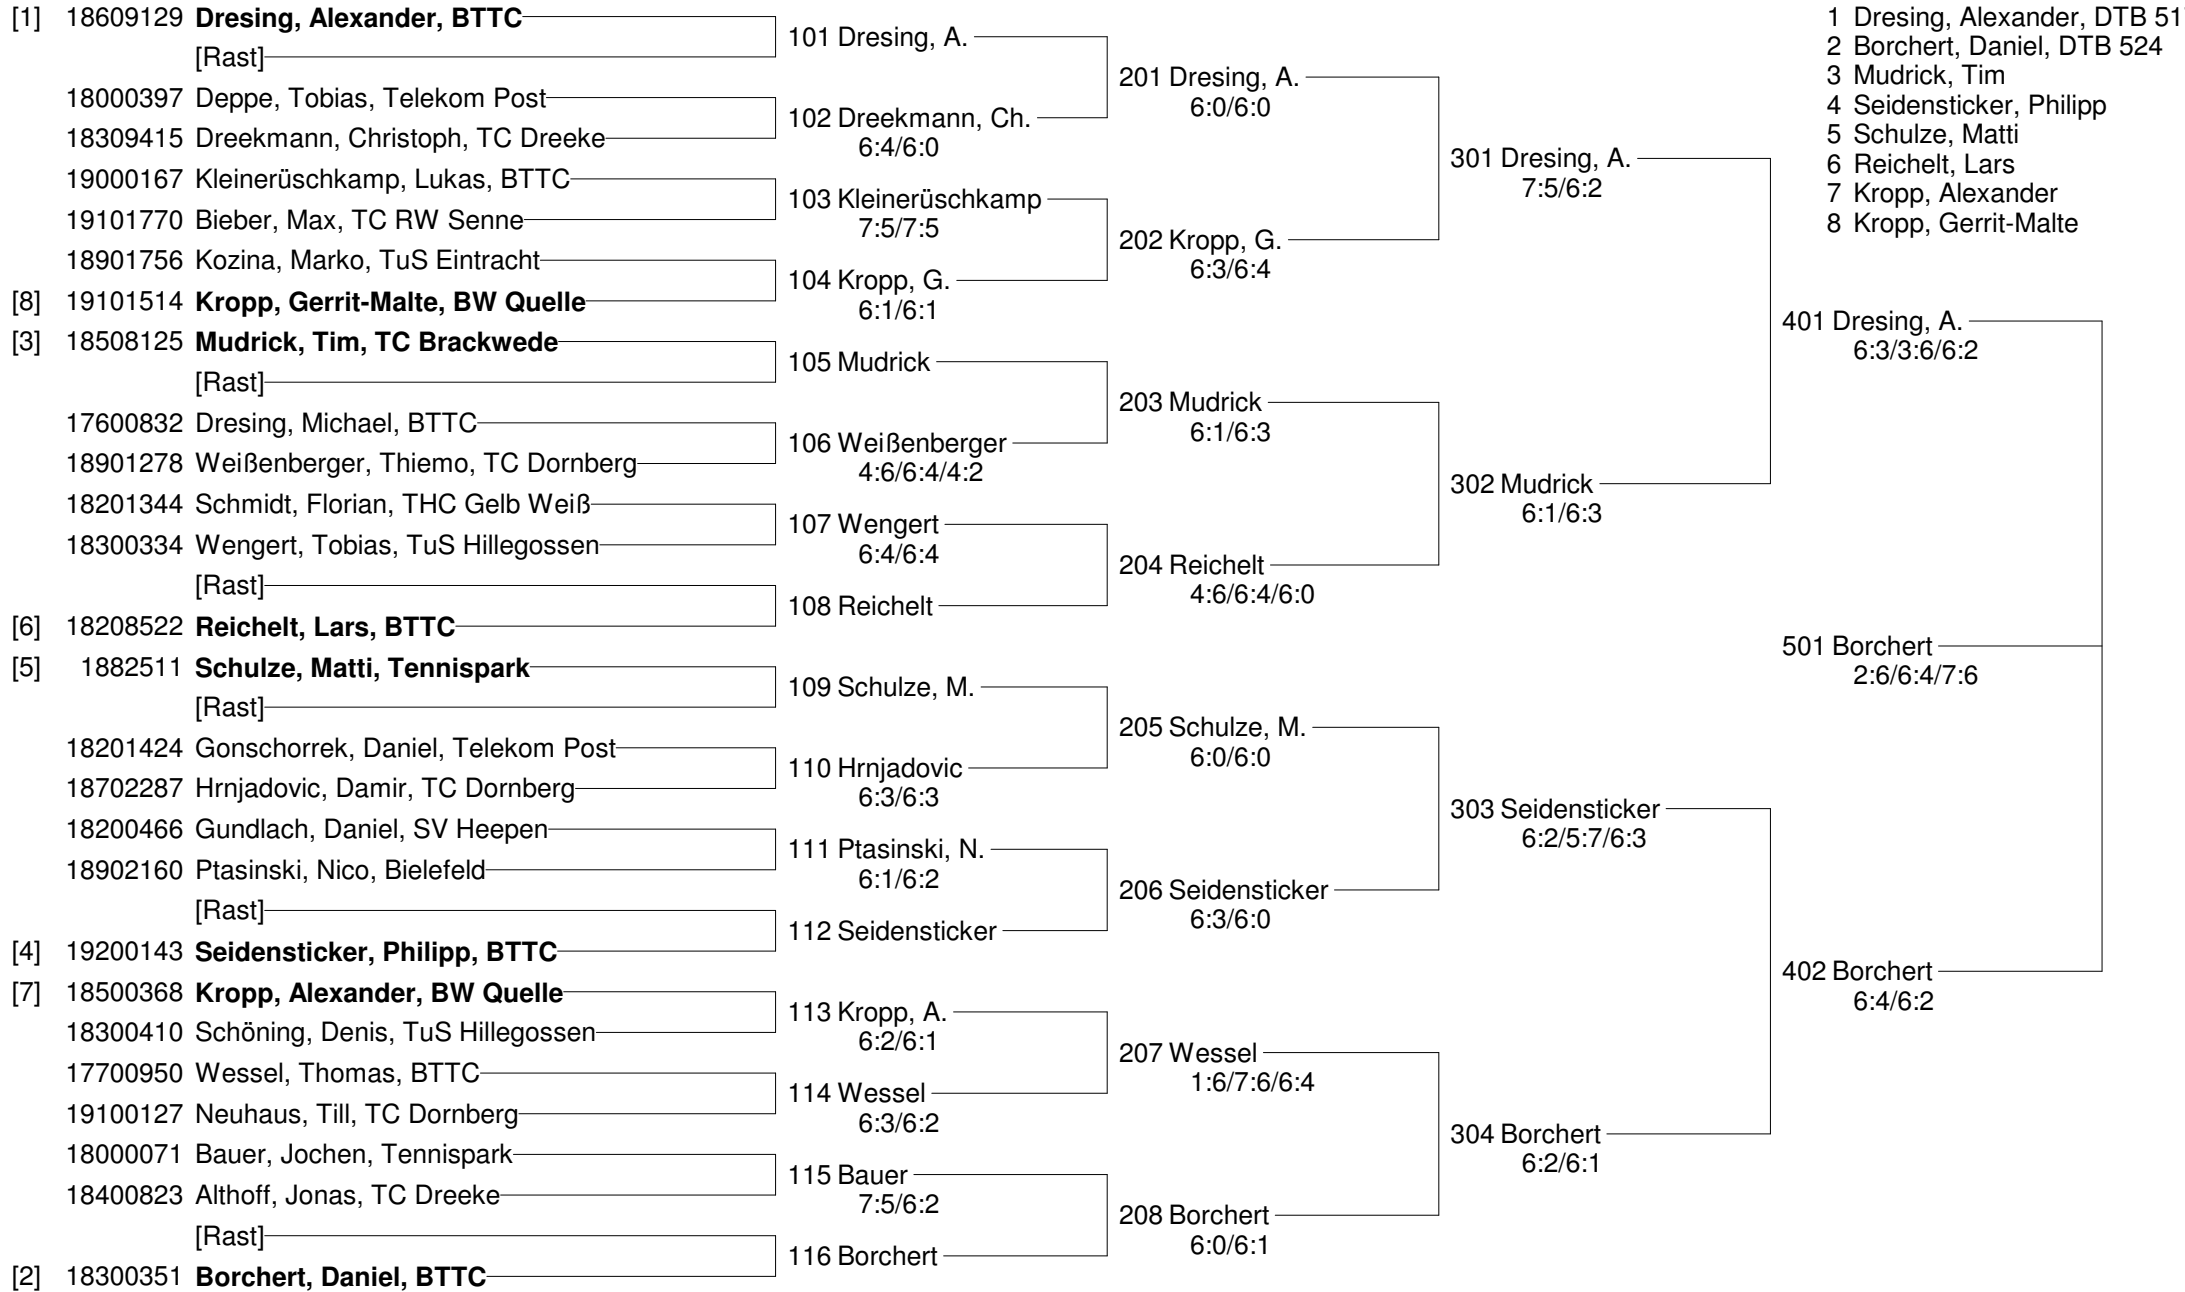 [1] 18609129 Dresing, Alexander, BTTC
[Rast]
18000397 Deppe, Tobias, Telekom Post
18309415 Dreekmann, Christoph, TC Dreeke
19000167 Kleinerüschkamp, Lukas, BTTC
19101770 Bieber, Max, TC RW Senne
18901756 Kozina, Marko, TuS Eintracht
[8] 19101514 Kropp, Gerrit-Malte, BW Quelle
[3] 18508125 Mudrick, Tim, TC Brackwede
[Rast]
17600832 Dresing, Michael, BTTC
18901278 Weißenberger, Thiemo, TC Dornberg
18201344 Schmidt, Florian, THC Gelb Weiß
18300334 Wengert, Tobias, TuS Hillegossen
[Rast]
[6] 18208522 Reichelt, Lars, BTTC
[5] 1882511 Schulze, Matti, Tennispark
[Rast]
18201424 Gonschorrek, Daniel, Telekom Post
18702287 Hrnjadovic, Damir, TC Dornberg
18200466 Gundlach, Daniel, SV Heepen
18902160 Ptasinski, Nico, Bielefeld
[Rast]
[4] 19200143 Seidensticker, Philipp, BTTC
[7] 18500368 Kropp, Alexander, BW Quelle
18300410 Schöning, Denis, TuS Hillegossen
17700950 Wessel, Thomas, BTTC
19100127 Neuhaus, Till, TC Dornberg
18000071 Bauer, Jochen, Tennispark
18400823 Althoff, Jonas, TC Dreeke
[Rast]
[2] 18300351 Borchert, Daniel, BTTC
101 Dresing, A.
102 Dreekmann, Ch.
6:4/6:0
103 Kleinerüschkamp
7:5/7:5
104 Kropp, G.
6:1/6:1
105 Mudrick
106 Weißenberger
4:6/6:4/4:2
107 Wengert
6:4/6:4
108 Reichelt
109 Schulze, M.
110 Hrnjadovic
6:3/6:3
111 Ptasinski, N.
6:1/6:2
112 Seidensticker
113 Kropp, A.
6:2/6:1
114 Wessel
6:3/6:2
115 Bauer
7:5/6:2
116 Borchert
201 Dresing, A.
6:0/6:0
202 Kropp, G.
6:3/6:4
203 Mudrick
6:1/6:3
204 Reichelt
4:6/6:4/6:0
205 Schulze, M.
6:0/6:0
206 Seidensticker
6:3/6:0
207 Wessel
1:6/7:6/6:4
208 Borchert
6:0/6:1
301 Dresing, A.
7:5/6:2
302 Mudrick
6:1/6:3
303 Seidensticker
6:2/5:7/6:3
304 Borchert
6:2/6:1
401 Dresing, A.
6:3/3:6/6:2
501 Borchert
2:6/6:4/7:6
402 Borchert
6:4/6:2
1 Dresing, Alexander, DTB
2 Borchert, Daniel, DTB 524
3 Mudrick, Tim
4 Seidensticker, Philipp
5 Schulze, Matti
6 Reichelt, Lars
7 Kropp, Alexander
8 Kropp, Gerrit-Malte